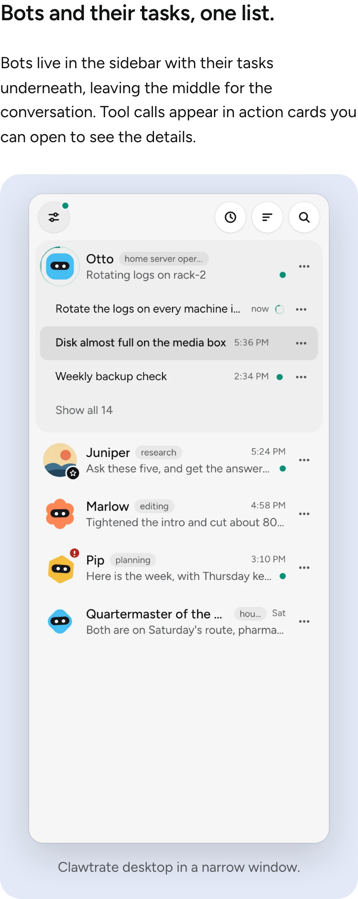 Bots and their tasks, one list.
Bots live in the sidebar with their tasks
underneath, leaving the middle for the
conversation. Tool calls appear in action cards you
can open to see the details.
Otto home server oper...
Rotating logs on rack-2
Rotate the logs on every machine i... now
Disk almost full on the media box 5:36 PM
Weekly backup check 2:34 PM
Show all 14
Juniper research 5:24 PM
Ask these five, and get the answer...
Marlow editing 4:58 PM
Tightened the intro and cut about 80...
Pip planning 3:10 PM
Here is the week, with Thursday ke...
Quartermaster of the ... hou... Sat
Both are on Saturday's route, pharma...
Clawtrate desktop in a narrow window.